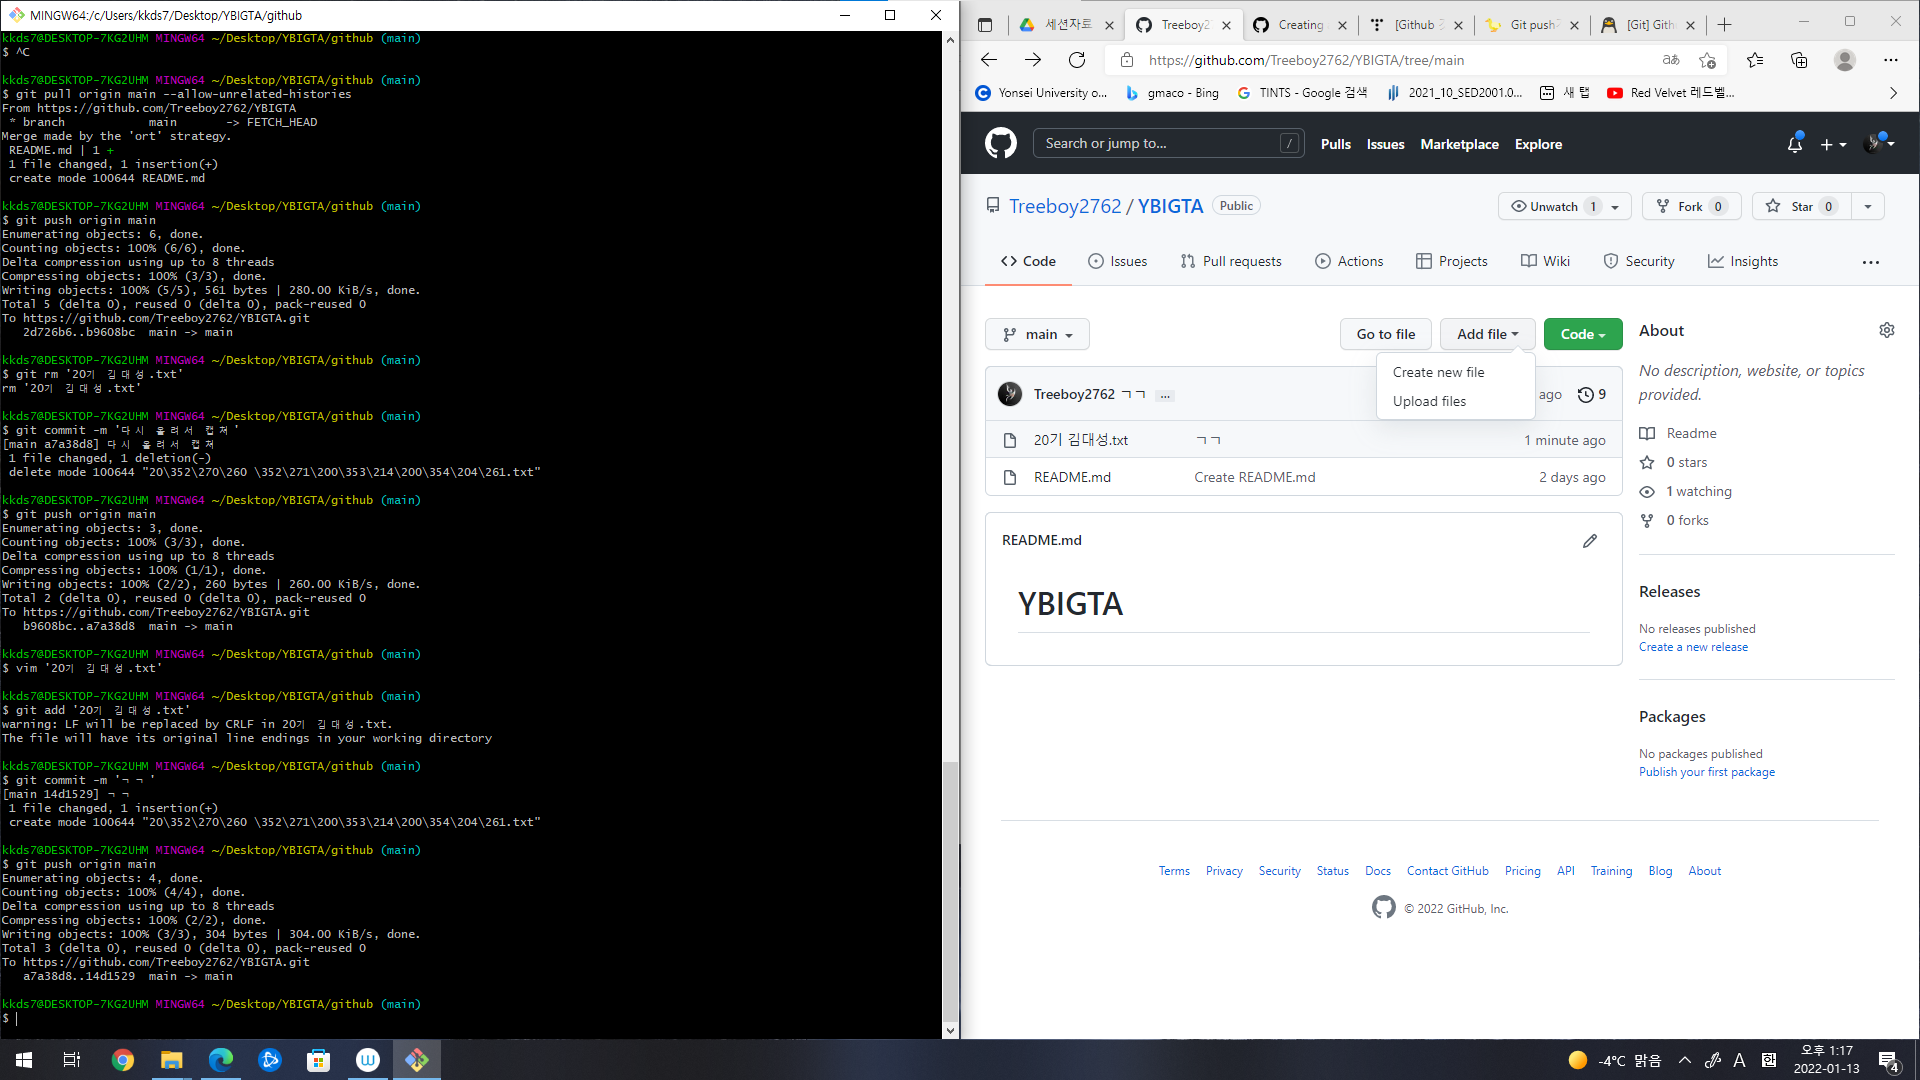 MINGW64:/c/Users/kkds7/Desktop/YBIGTA/github
kkds7@DESKTOP-7KG2UHM MINGW64 ~/Desktop/YBIGTA/github (main)
$ ^C
kkds7@DESKTOP-7KG2UHM MINGW64 ~/Desktop/YBIGTA/github (main)
$ git pull origin main --allow-unrelated-histories
From https://github.com/Treeboy2762/YBIGTA
 * branch            main       -> FETCH_HEAD
Merge made by the 'ort' strategy.
 README.md | 1 +
 1 file changed, 1 insertion(+)
 create mode 100644 README.md
kkds7@DESKTOP-7KG2UHM MINGW64 ~/Desktop/YBIGTA/github (main)
$ git push origin main
Enumerating objects: 6, done.
Counting objects: 100% (6/6), done.
Delta compression using up to 8 threads
Compressing objects: 100% (3/3), done.
Writing objects: 100% (5/5), 561 bytes | 280.00 KiB/s, done.
Total 5 (delta 0), reused 0 (delta 0), pack-reused 0
To https://github.com/Treeboy2762/YBIGTA.git
   2d726b6..b9608bc  main -> main
kkds7@DESKTOP-7KG2UHM MINGW64 ~/Desktop/YBIGTA/github (main)
$ git rm '20기 김대성.txt'
rm '20기 김대성.txt'
kkds7@DESKTOP-7KG2UHM MINGW64 ~/Desktop/YBIGTA/github (main)
$ git commit -m '다시 올려서 캡쳐'
[main a7a38d8] 다시 올려서 캡쳐
 1 file changed, 1 deletion(-)
 delete mode 100644 "20\352\270\260 \352\271\200\353\214\200\354\204\261.txt"
kkds7@DESKTOP-7KG2UHM MINGW64 ~/Desktop/YBIGTA/github (main)
$ git push origin main
Enumerating objects: 3, done.
Counting objects: 100% (3/3), done.
Delta compression using up to 8 threads
Compressing objects: 100% (1/1), done.
Writing objects: 100% (2/2), 260 bytes | 260.00 KiB/s, done.
Total 2 (delta 0), reused 0 (delta 0), pack-reused 0
To https://github.com/Treeboy2762/YBIGTA.git
   b9608bc..a7a38d8  main -> main
kkds7@DESKTOP-7KG2UHM MINGW64 ~/Desktop/YBIGTA/github (main)
$ vim '20기 김대성.txt'
kkds7@DESKTOP-7KG2UHM MINGW64 ~/Desktop/YBIGTA/github (main)
$ git add '20기 김대성.txt'
warning: LF will be replaced by CRLF in 20기 김대성.txt.
The file will have its original line endings in your working directory
kkds7@DESKTOP-7KG2UHM MINGW64 ~/Desktop/YBIGTA/github (main)
$ git commit -m 'ㄱㄱ'
[main 14d1529] ㄱㄱ
 1 file changed, 1 insertion(+)
 create mode 100644 "20\352\270\260 \352\271\200\353\214\200\354\204\261.txt"
kkds7@DESKTOP-7KG2UHM MINGW64 ~/Desktop/YBIGTA/github (main)
$ git push origin main
Enumerating objects: 4, done.
Counting objects: 100% (4/4), done.
Delta compression using up to 8 threads
Compressing objects: 100% (2/2), done.
Writing objects: 100% (3/3), 304 bytes | 304.00 KiB/s, done.
Total 3 (delta 0), reused 0 (delta 0), pack-reused 0
To https://github.com/Treeboy2762/YBIGTA.git
   a7a38d8..14d1529  main -> main
kkds7@DESKTOP-7KG2UHM MINGW64 ~/Desktop/YBIGTA/github (main)
$
세션자료 Treeboy2 Creating [Github Git push [Git] Gith
https://github.com/Treeboy2762/YBIGTA/tree/main
Yonsei University o... gmaco - Bing TINTS - Google 검색 2021_10_SED2001.0... 새 탭 Red Velvet 레드벨...
Search or jump to... / Pulls Issues Marketplace Explore
Treeboy2762 / YBIGTA Public Unwatch 1 Fork 0 Star 0
Code Issues Pull requests Actions Projects Wiki Security Insights
main Go to file Add file Code
Create new file
Upload files
Treeboy2762 ㄱㄱ ... ago 9
20기 김대성.txt ㄱㄱ 1 minute ago
README.md Create README.md 2 days ago
README.md
YBIGTA
About
No description, website, or topics
provided.
Readme
0 stars
1 watching
0 forks
Releases
No releases published
Create a new release
Packages
No packages published
Publish your first package
Terms Privacy Security Status Docs Contact GitHub Pricing API Training Blog About
© 2022 GitHub, Inc.
-4°C 맑음 A 한 오후 1:17
2022-01-13 4